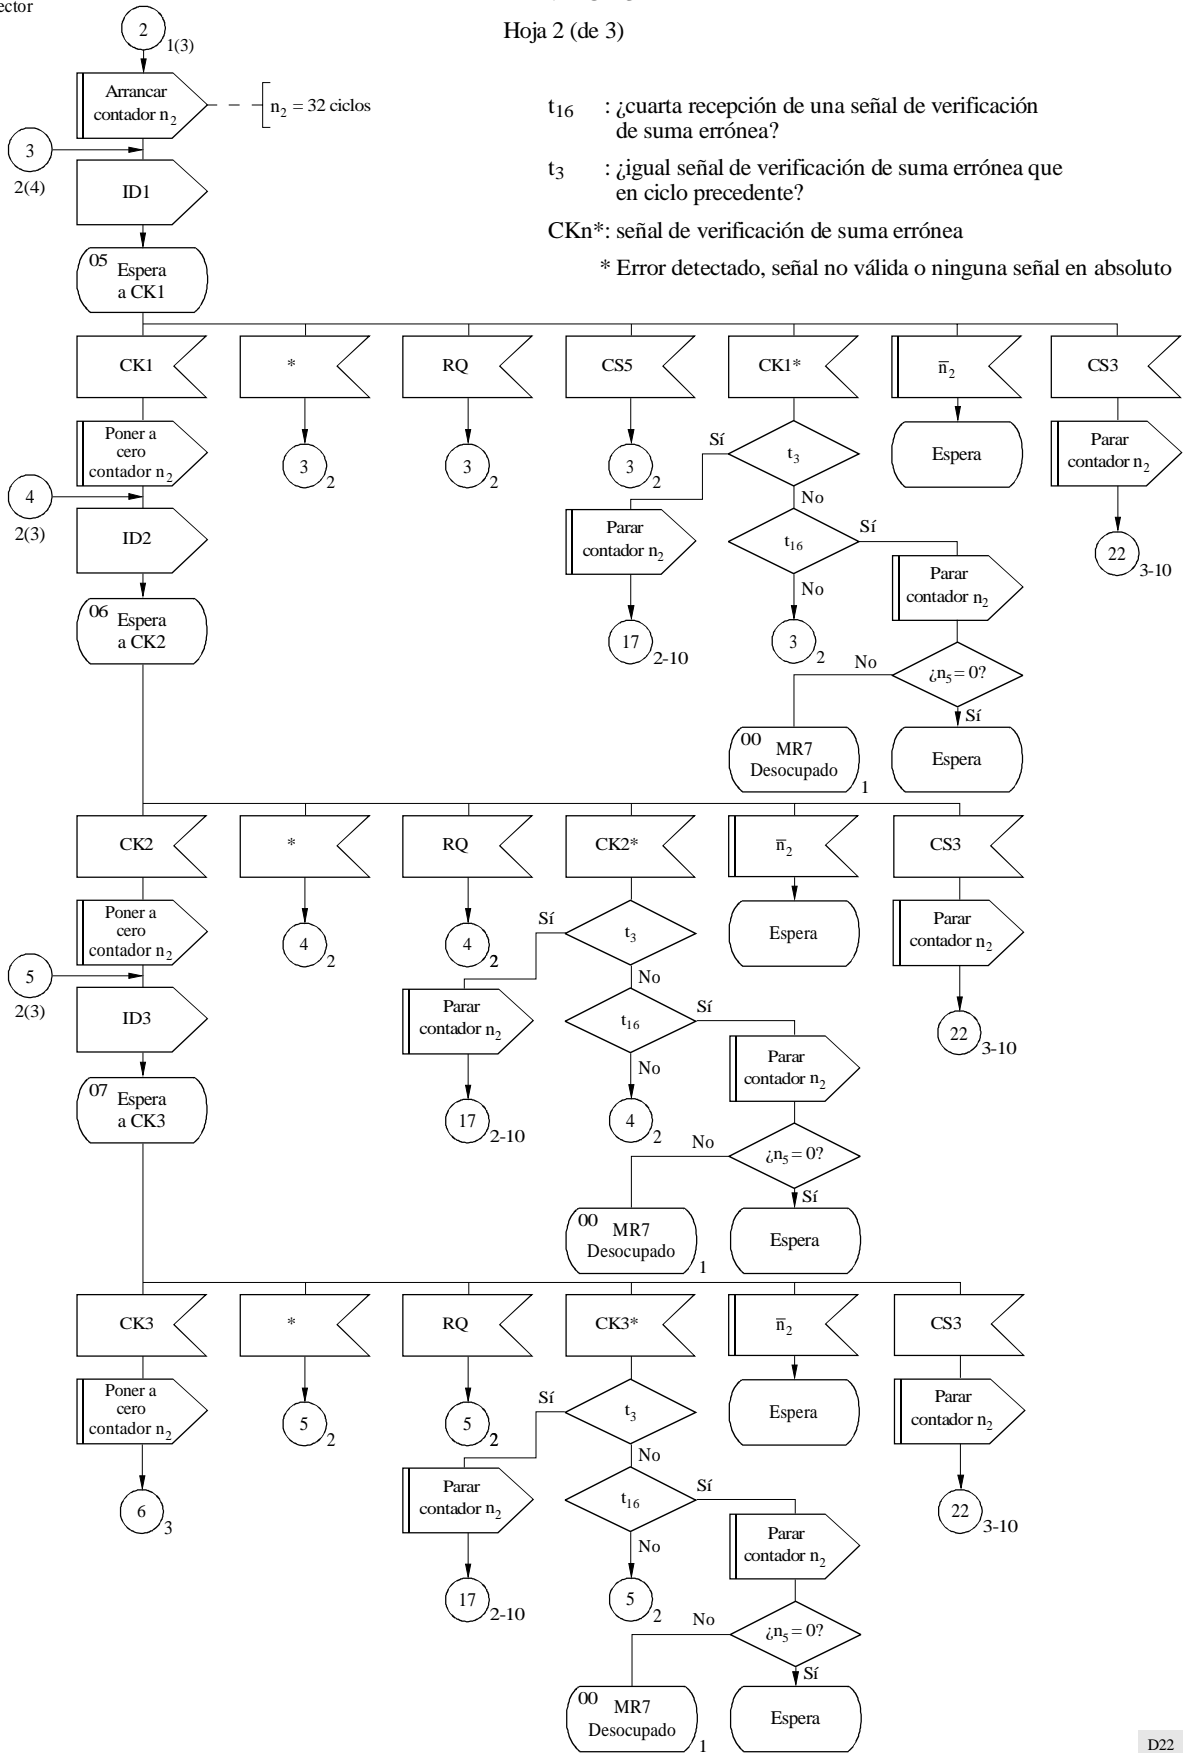 2
1(3)
Hoja 2 (de 3)
Arrancar
contador n2
n2 = 32 ciclos
t16 : ¿cuarta recepción de una señal de verificación
de suma errónea?
t3 : ¿igual señal de verificación de suma errónea que
en ciclo precedente?
CKn*: señal de verificación de suma errónea
* Error detectado, señal no válida o ninguna señal en absoluto
3
2(4)
ID1
05 Espera
a CK1
CK1 * RQ CS5 CK1* n̅2 CS3
Poner a
cero
contador n2
3 2
3 2
3 2
Sí
t3
No
Espera
Parar
contador n2
4
2(3)
ID2
Parar
contador n2
t16
Sí
No
Parar
contador n2
22 3-10
06 Espera
a CK2
17 2-10
3 2
No
¿n5 = 0?
Sí
00 MR7
Desocupado
1
Espera
CK2 * RQ CK2* n̅2 CS3
Poner a
cero
contador n2
4 2
4 2
Sí
t3
No
Espera
Parar
contador n2
5
2(3)
ID3
Parar
contador n2
t16
Sí
No
Parar
contador n2
22 3-10
07 Espera
a CK3
17 2-10
4 2
No
¿n5 = 0?
Sí
00 MR7
Desocupado
1
Espera
CK3 * RQ CK3* n̅2 CS3
Poner a
cero
contador n2
5 2
5 2
Sí
t3
No
Espera
Parar
contador n2
6 3
Parar
contador n2
t16
Sí
No
Parar
contador n2
22 3-10
17 2-10
5 2
No
¿n5 = 0?
Sí
00 MR7
Desocupado
1
Espera
D22